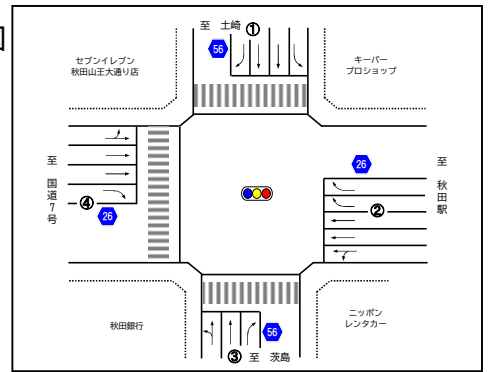 至 土崎 ①
56
セブンイレブン
秋田山王大通り店
キーパー
プロショップ
至 国道7号
④
26
26
至 秋田駅
②
秋田銀行
56
③ 至 茨島
ニッポン
レンタカー